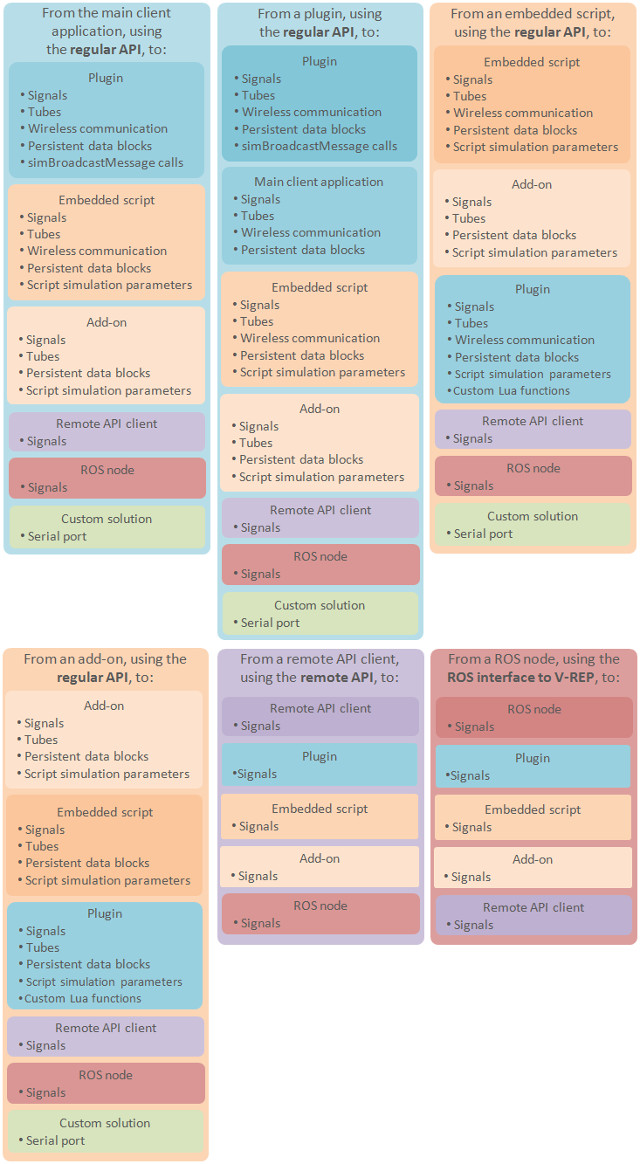 From the main client
application, using
the regular API, to:
Plugin
• Signals
• Tubes
• Wireless communication
• Persistent data blocks
• simBroadcastMessage calls
Embedded script
• Signals
• Tubes
• Wireless communication
• Persistent data blocks
• Script simulation parameters
Add-on
• Signals
• Tubes
• Persistent data blocks
• Script simulation parameters
Remote API client
• Signals
ROS node
• Signals
Custom solution
• Serial port
From a plugin, using
the regular API, to:
Plugin
• Signals
• Tubes
• Wireless communication
• Persistent data blocks
• simBroadcastMessage calls
Main client application
• Signals
• Tubes
• Wireless communication
• Persistent data blocks
Embedded script
• Signals
• Tubes
• Wireless communication
• Persistent data blocks
• Script simulation parameters
Add-on
• Signals
• Tubes
• Persistent data blocks
• Script simulation parameters
Remote API client
• Signals
ROS node
• Signals
Custom solution
• Serial port
From an embedded script,
using the regular API, to:
Embedded script
• Signals
• Tubes
• Wireless communication
• Persistent data blocks
• Script simulation parameters
Add-on
• Signals
• Tubes
• Persistent data blocks
• Script simulation parameters
Plugin
• Signals
• Tubes
• Wireless communication
• Persistent data blocks
• Script simulation parameters
• Custom Lua functions
Remote API client
• Signals
ROS node
• Signals
Custom solution
• Serial port
From an add-on, using the
regular API, to:
Add-on
• Signals
• Tubes
• Persistent data blocks
• Script simulation parameters
Embedded script
• Signals
• Tubes
• Persistent data blocks
• Script simulation parameters
Plugin
• Signals
• Tubes
• Persistent data blocks
• Script simulation parameters
• Custom Lua functions
Remote API client
• Signals
ROS node
• Signals
Custom solution
• Serial port
From a remote API client,
using the remote API, to:
Remote API client
• Signals
Plugin
•Signals
Embedded script
• Signals
Add-on
• Signals
ROS node
• Signals
From a ROS node, using the
ROS interface to V-REP, to:
ROS node
• Signals
Plugin
•Signals
Embedded script
• Signals
Add-on
• Signals
Remote API client
• Signals